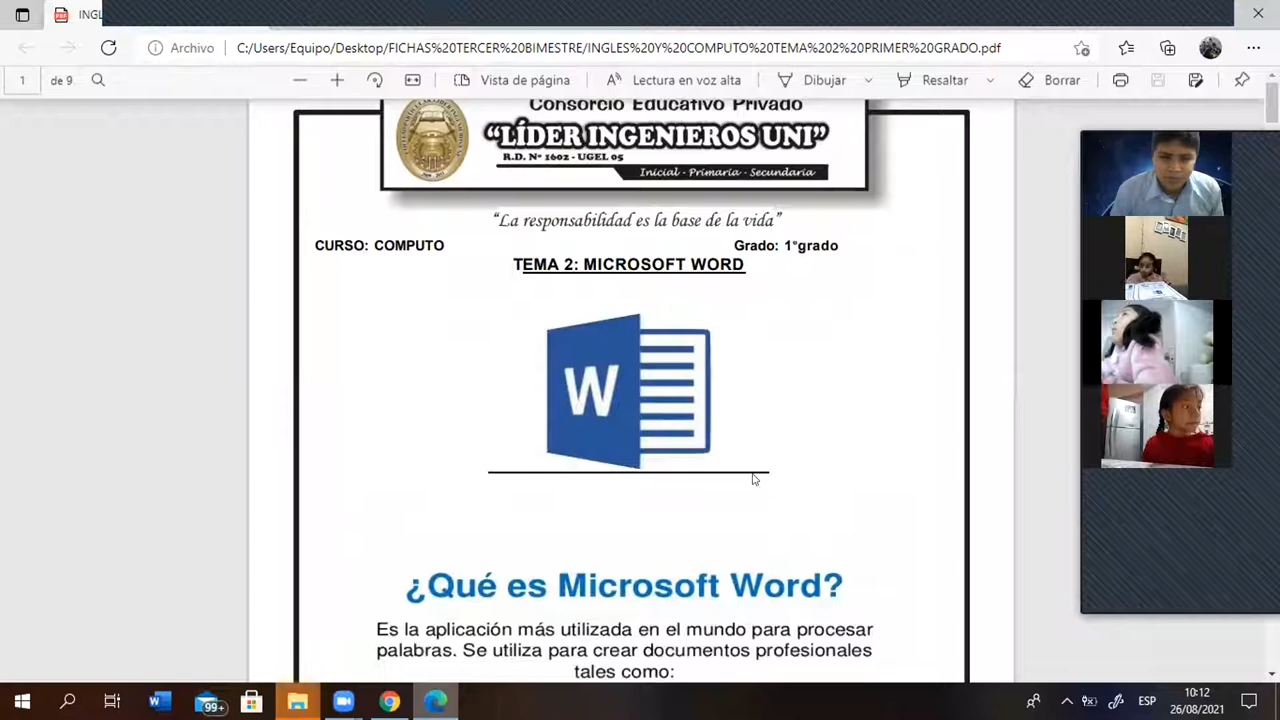 INGL
Archivo
C:/Users/Equipo/Desktop/FICHAS%20TERCER%20BIMESTRE/INGLES%20Y%20COMPUTO%20TEMA%202%20PRIMER%20GRADO.pdf
1 de 9
Vista de página
Lectura en voz alta
Dibujar
Resaltar
Borrar
Consorcio Educativo Privado
“LÍDER INGENIEROS UNI”
R.D. Nº 1602 - UGEL 05
Inicial - Primaria - Secundaria
“La responsabilidad es la base de la vida”
CURSO: COMPUTO Grado: 1°grado
TEMA 2: MICROSOFT WORD
W
¿Qué es Microsoft Word?
Es la aplicación más utilizada en el mundo para procesar
palabras. Se utiliza para crear documentos profesionales
tales como:
99+
ESP
10:12
26/08/2021